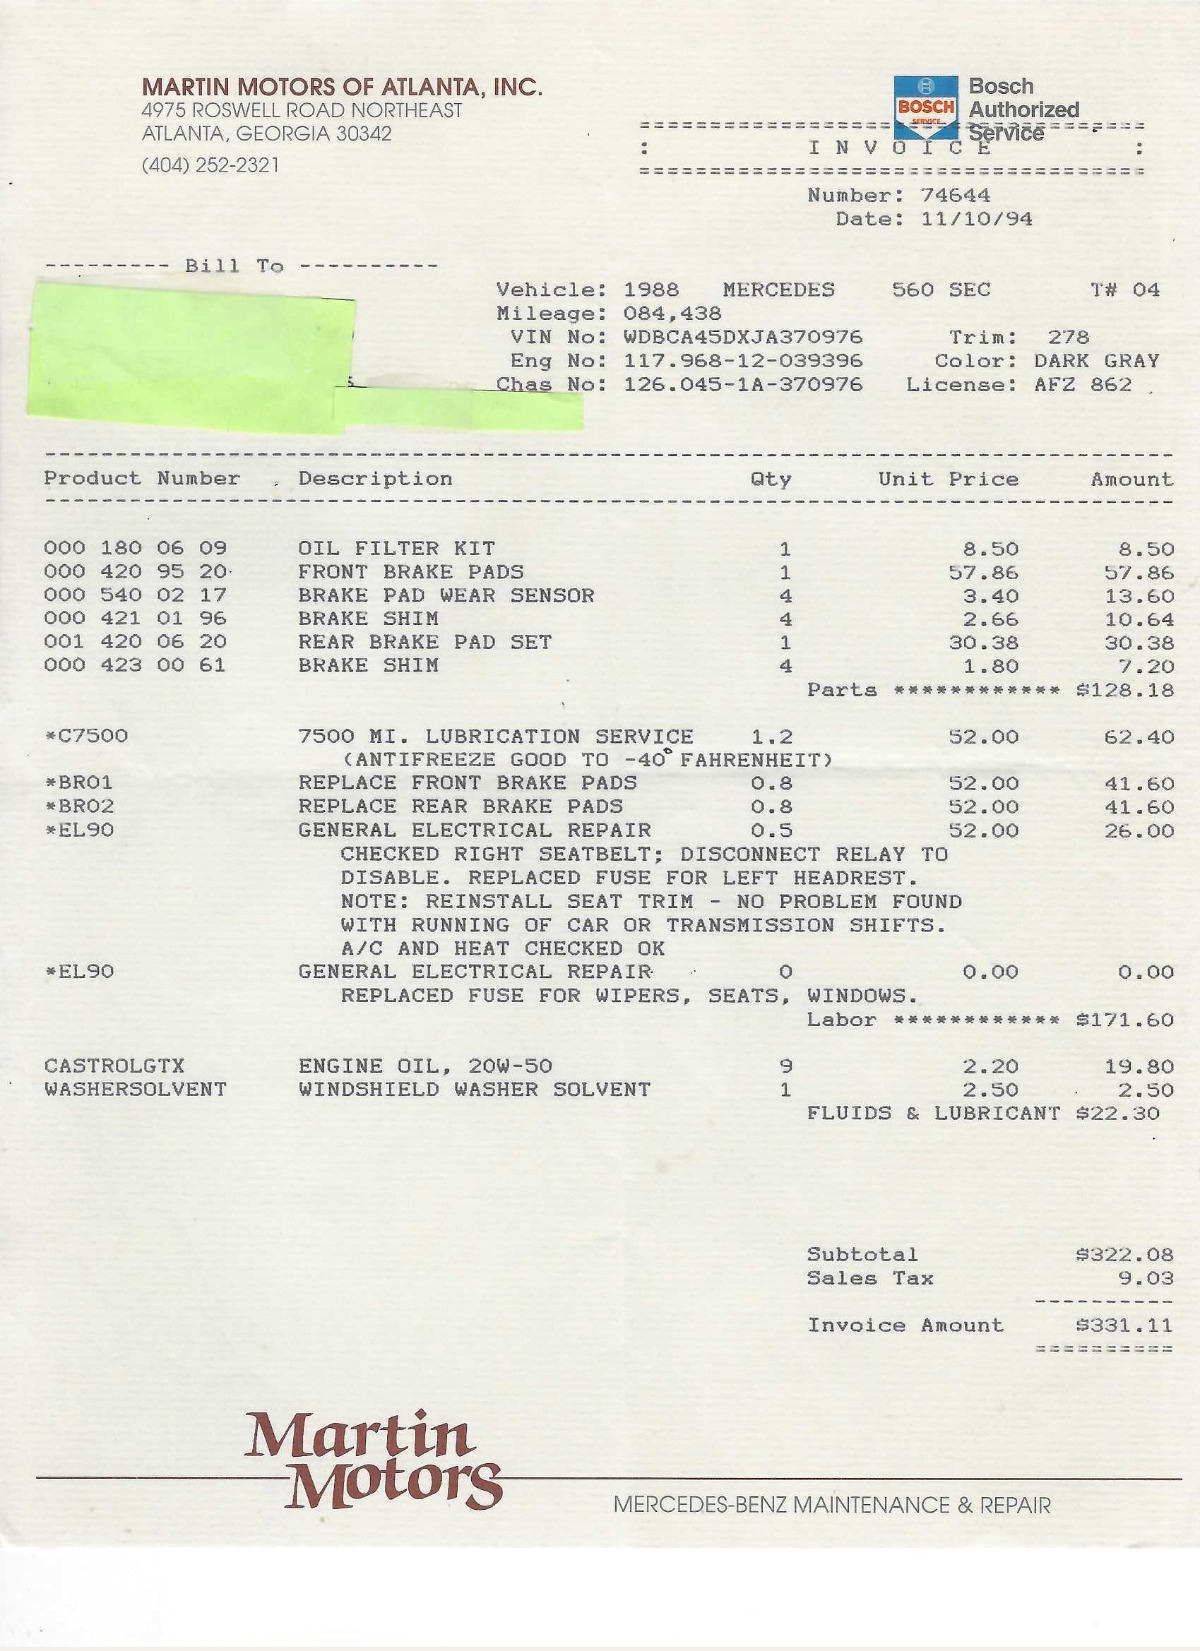 MARTIN MOTORS OF ATLANTA, INC.
4975 ROSWELL ROAD NORTHEAST
ATLANTA, GEORGIA 30342
(404) 252-2321
BOSCH
SERVICE
Bosch
Authorized
Service
====================================
: I N V O I C E :
====================================
Number: 74644
Date: 11/10/94
--------- Bill To ----------
Vehicle: 1988 MERCEDES 560 SEC T# 04
Mileage: 084,438
VIN No: WDBCA45DXJA370976 Trim: 278
Eng No: 117.968-12-039396 Color: DARK GRAY
Chas No: 126.045-1A-370976 License: AFZ 862
--------------------------------------------------------------------------------
Product Number Description Qty Unit Price Amount
--------------------------------------------------------------------------------
000 180 06 09 OIL FILTER KIT 1 8.50 8.50
000 420 95 20 FRONT BRAKE PADS 1 57.86 57.86
000 540 02 17 BRAKE PAD WEAR SENSOR 4 3.40 13.60
000 421 01 96 BRAKE SHIM 4 2.66 10.64
001 420 06 20 REAR BRAKE PAD SET 1 30.38 30.38
000 423 00 61 BRAKE SHIM 4 1.80 7.20
Parts ************ $128.18
*C7500 7500 MI. LUBRICATION SERVICE 1.2 52.00 62.40
(ANTIFREEZE GOOD TO -40° FAHRENHEIT)
*BR01 REPLACE FRONT BRAKE PADS 0.8 52.00 41.60
*BR02 REPLACE REAR BRAKE PADS 0.8 52.00 41.60
*EL90 GENERAL ELECTRICAL REPAIR 0.5 52.00 26.00
CHECKED RIGHT SEATBELT; DISCONNECT RELAY TO
DISABLE. REPLACED FUSE FOR LEFT HEADREST.
NOTE: REINSTALL SEAT TRIM - NO PROBLEM FOUND
WITH RUNNING OF CAR OR TRANSMISSION SHIFTS.
A/C AND HEAT CHECKED OK
*EL90 GENERAL ELECTRICAL REPAIR 0 0.00 0.00
REPLACED FUSE FOR WIPERS, SEATS, WINDOWS.
Labor ************ $171.60
CASTROLGTX ENGINE OIL, 20W-50 9 2.20 19.80
WASHERSOLVENT WINDSHIELD WASHER SOLVENT 1 2.50 2.50
FLUIDS & LUBRICANT $22.30
Subtotal $322.08
Sales Tax 9.03
----------
Invoice Amount $331.11
==========
Martin
Motors
MERCEDES-BENZ MAINTENANCE & REPAIR